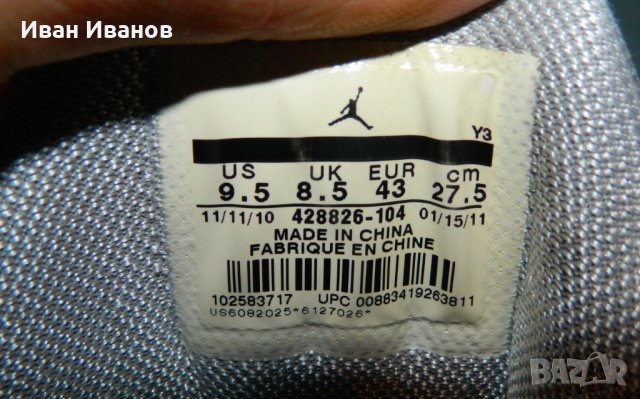 Иван Иванов
Y3
US UK EUR cm
9.5 8.5 43 27.5
11/11/10 428826-104 01/15/11
MADE IN CHINA
FABRIQUE EN CHINE
102583717 UPC 00883419263811
US6082025*6127026*
BAZAR